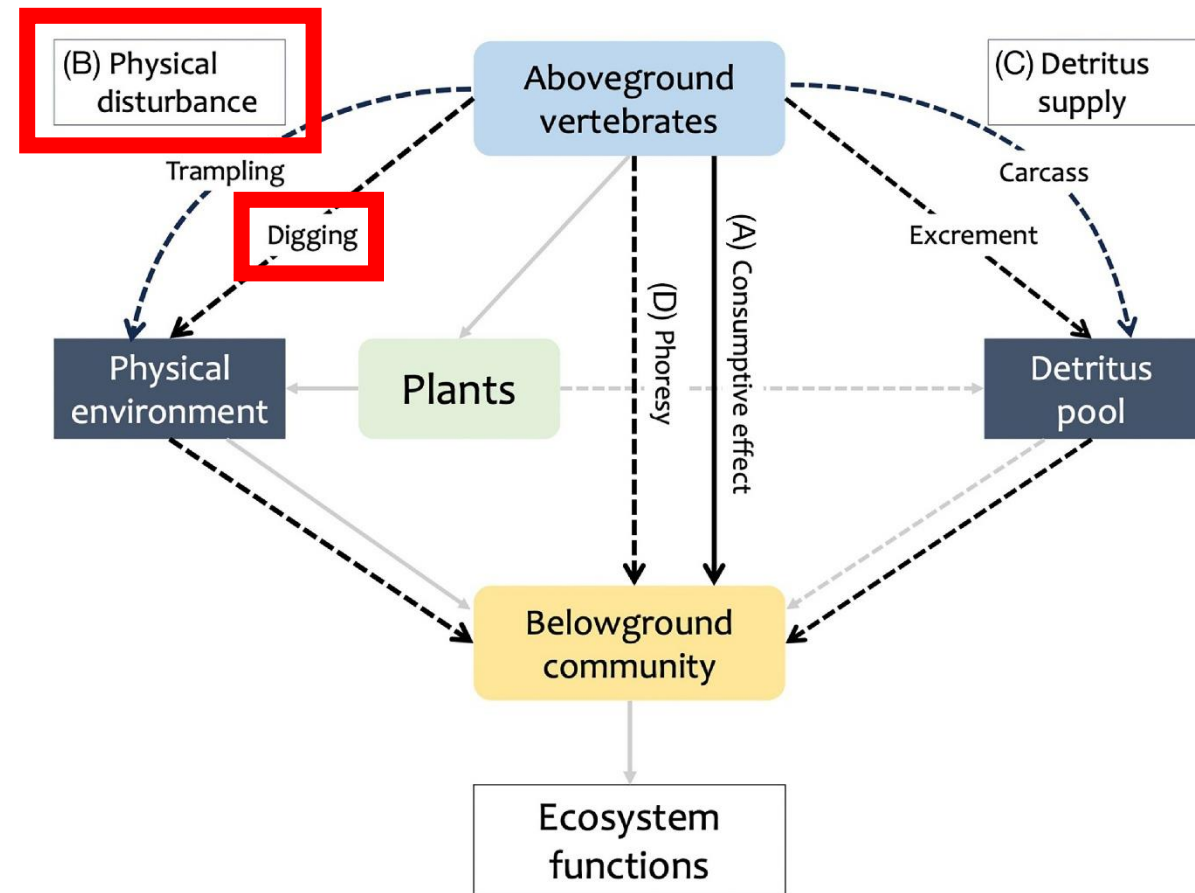 (B) Physical
disturbance
Aboveground
vertebrates
(C) Detritus
supply
Trampling
Carcass
Digging
Excrement
(D) Phoresy
(A) Consumptive effect
Physical
environment
Plants
Detritus
pool
Belowground
community
Ecosystem
functions